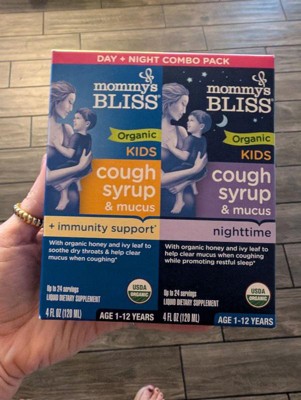 DAY + NIGHT COMBO PACK
mommy's
BLISS®
Organic
KIDS
cough
syrup
& mucus
+ immunity support*
With organic honey and ivy leaf to
soothe dry throats & help clear
mucus when coughing*
Up to 24 servings
LIQUID DIETARY SUPPLEMENT
4 FL OZ (120 ML)
USDA
ORGANIC
AGE 1-12 YEARS
mommy's
BLISS®
Organic
KIDS
cough
syrup
& mucus
nighttime
With organic honey and ivy leaf to
help clear mucus when coughing
while promoting restful sleep*
Up to 24 servings
LIQUID DIETARY SUPPLEMENT
4 FL OZ (120 ML)
USDA
ORGANIC
AGE 1-12 YEARS